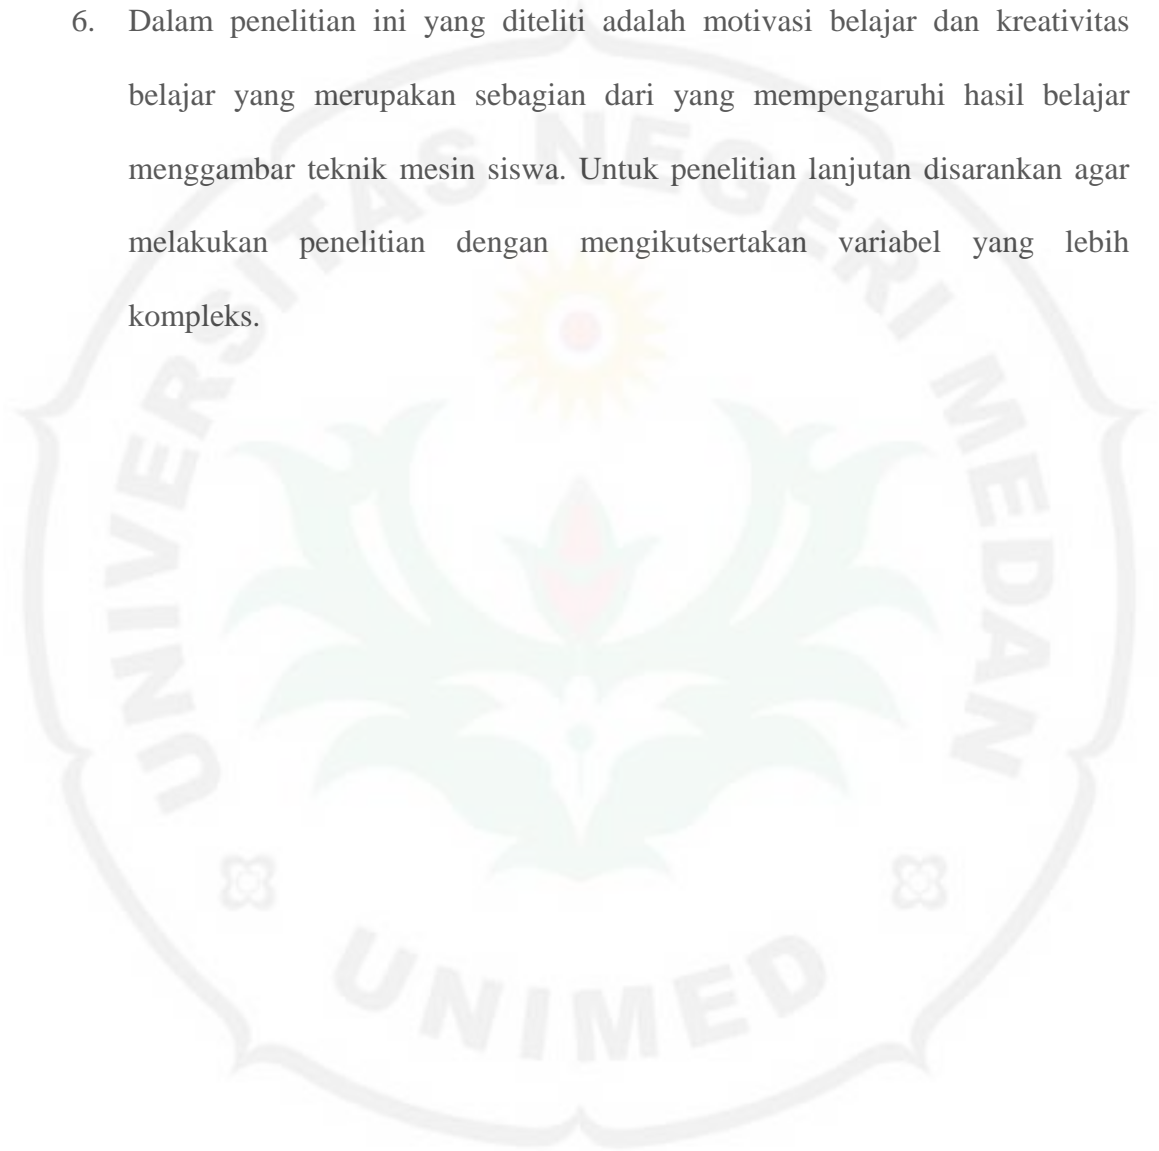 6. Dalam penelitian ini yang diteliti adalah motivasi belajar dan kreativitas
belajar yang merupakan sebagian dari yang mempengaruhi hasil belajar
menggambar teknik mesin siswa. Untuk penelitian lanjutan disarankan agar
melakukan penelitian dengan mengikutsertakan variabel yang lebih
kompleks.
UNIVERSITAS NEGERI MEDAN
UNIMED